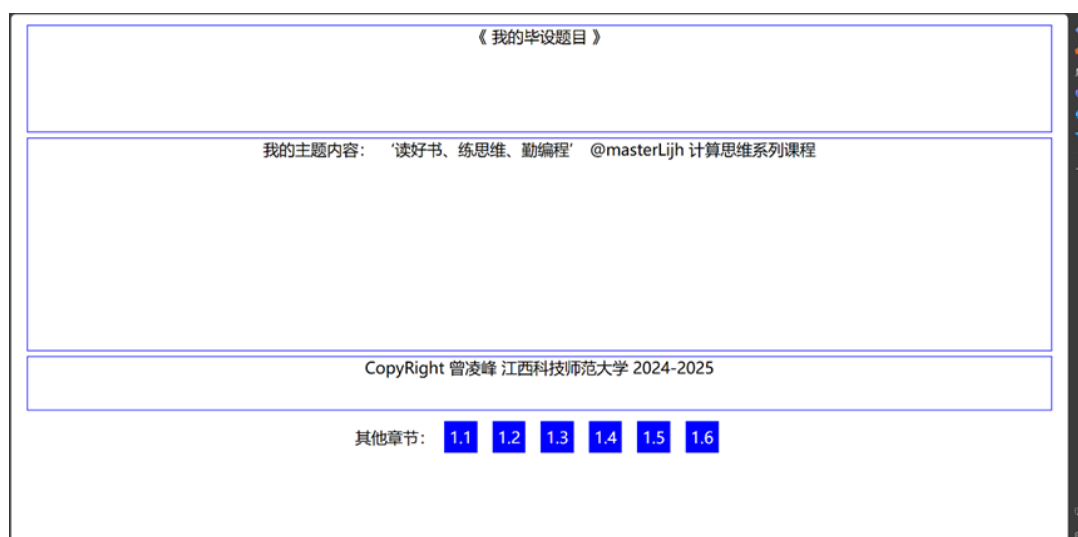 《 我的毕设题目 》
我的主题内容： ‘读好书、练思维、勤编程’ @masterLijh 计算思维系列课程
CopyRight 曾凌峰 江西科技师范大学 2024-2025
其他章节： 1.1 1.2 1.3 1.4 1.5 1.6